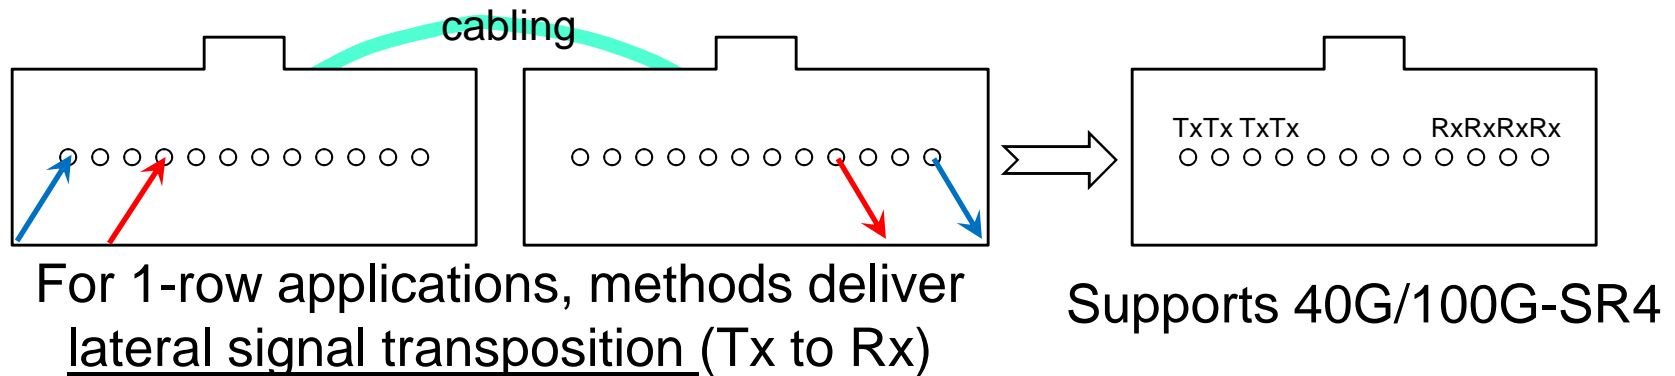 cabling
TxTx TxTx
RxRxRxRx
For 1-row applications, methods deliver
lateral signal transposition (Tx to Rx)
Supports 40G/100G-SR4